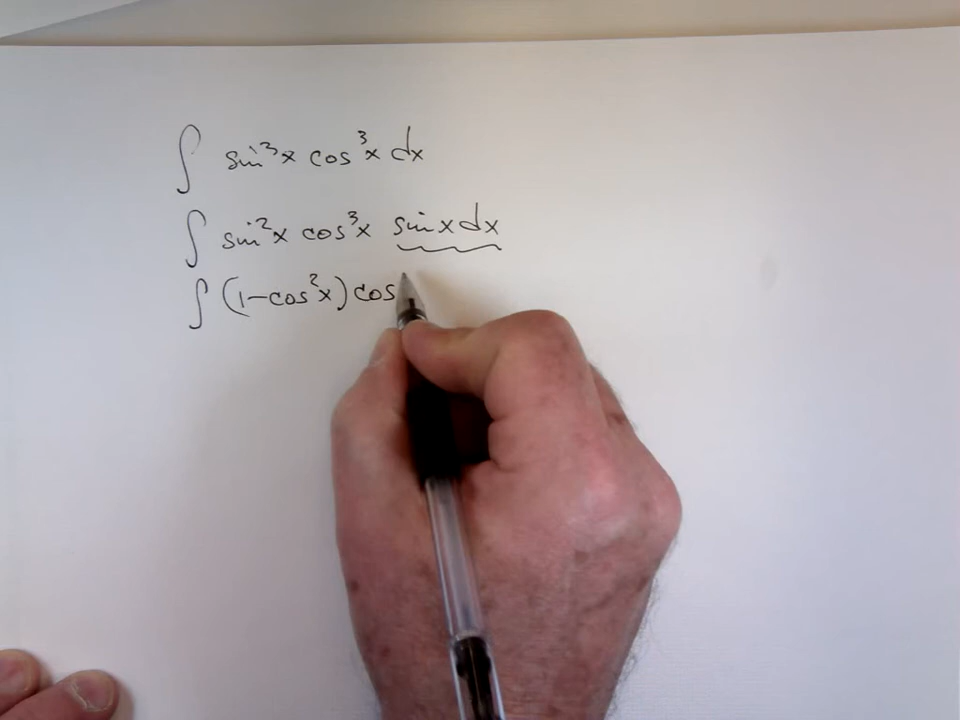 ∫ sin³x cos³x dx
∫ sin²x cos³x sin x dx
∫ (1-cos²x) cos